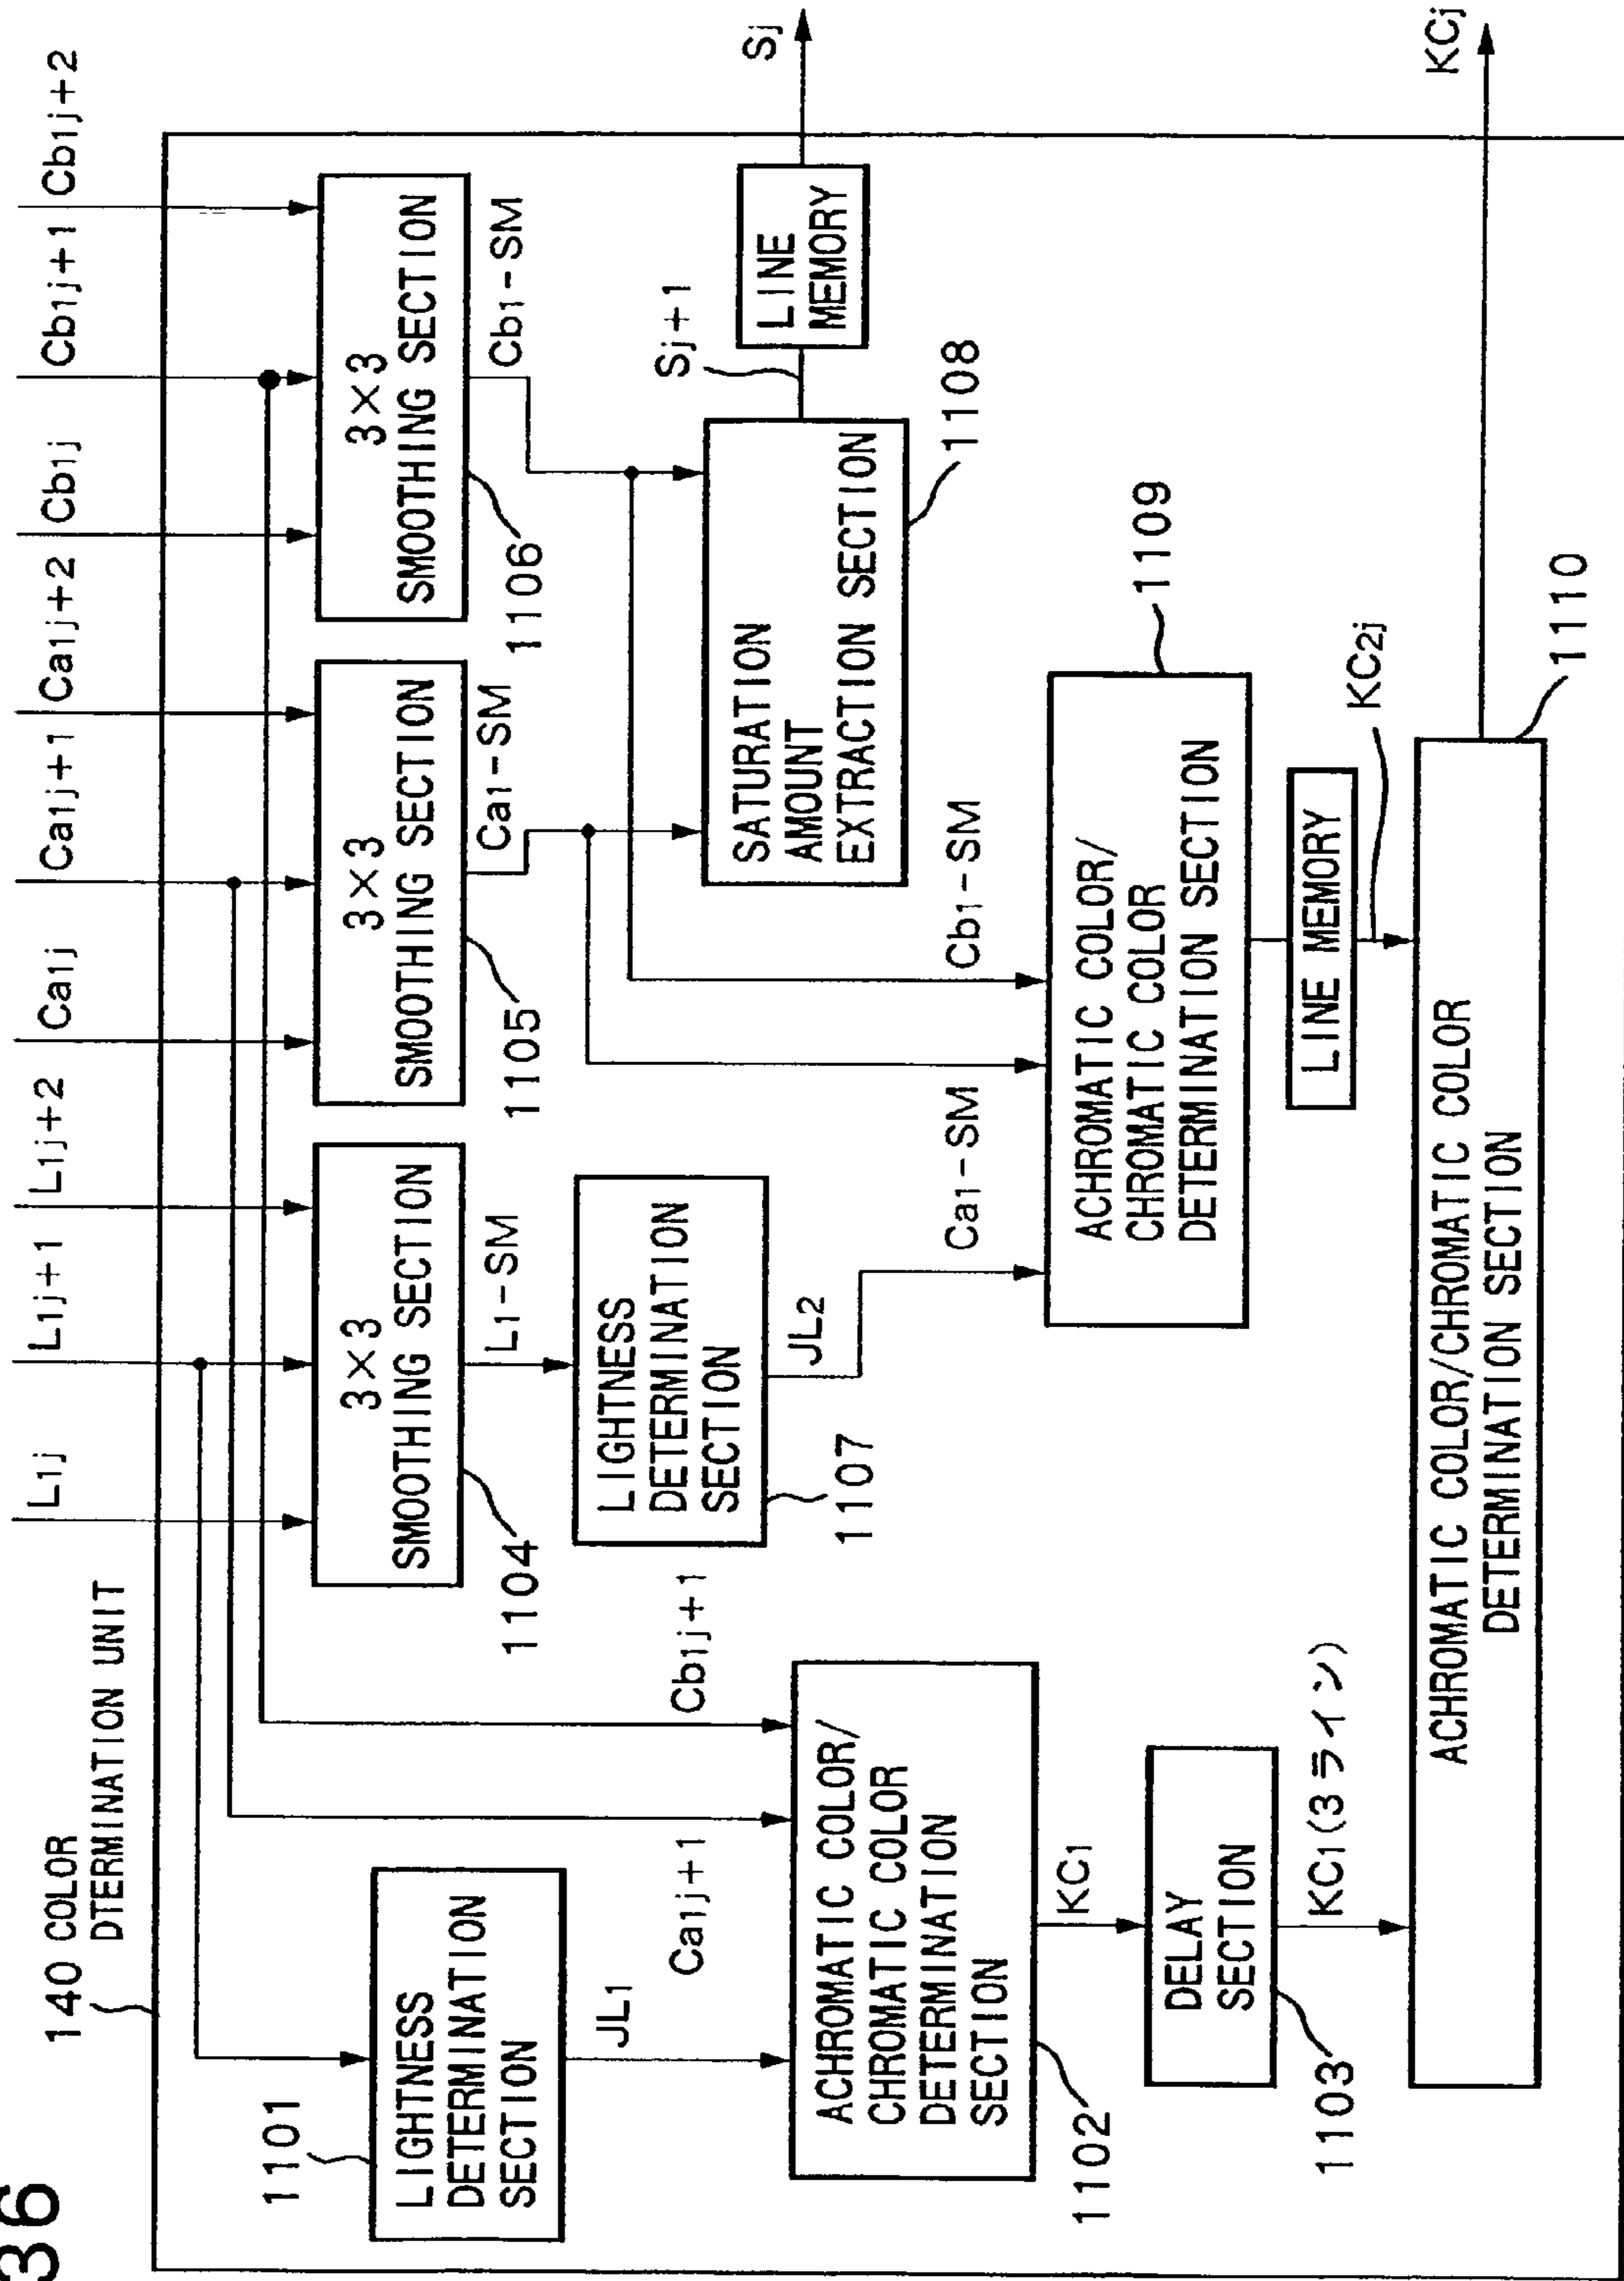 36
140 COLOR
DTERMINATION UNIT
L1j
L1j+1
L1j+2
Ca1j
Ca1j+1
Ca1j+2
Cb1j
Cb1j+1
Cb1j+2
1101
LIGHTNESS
DETERMINATION
SECTION
JL1
Ca1j+1
Cb1j+1
ACHROMATIC COLOR/
CHROMATIC COLOR
DETERMINATION
SECTION
1102
KC1
DELAY
SECTION
1103
KC1(3ライン)
3×3
SMOOTHING SECTION
1104
L1-SM
LIGHTNESS
DETERMINATION
SECTION
1107
JL2
3×3
SMOOTHING SECTION
1105
Ca1-SM
3×3
SMOOTHING SECTION
1106
Cb1-SM
SATURATION
AMOUNT
EXTRACTION SECTION
1108
Sj+1
LINE
MEMORY
Sj
Ca1-SM
Cb1-SM
ACHROMATIC COLOR/
CHROMATIC COLOR
DETERMINATION SECTION
1109
LINE MEMORY
KC2j
ACHROMATIC COLOR/CHROMATIC COLOR
DETERMINATION SECTION
1110
KCj